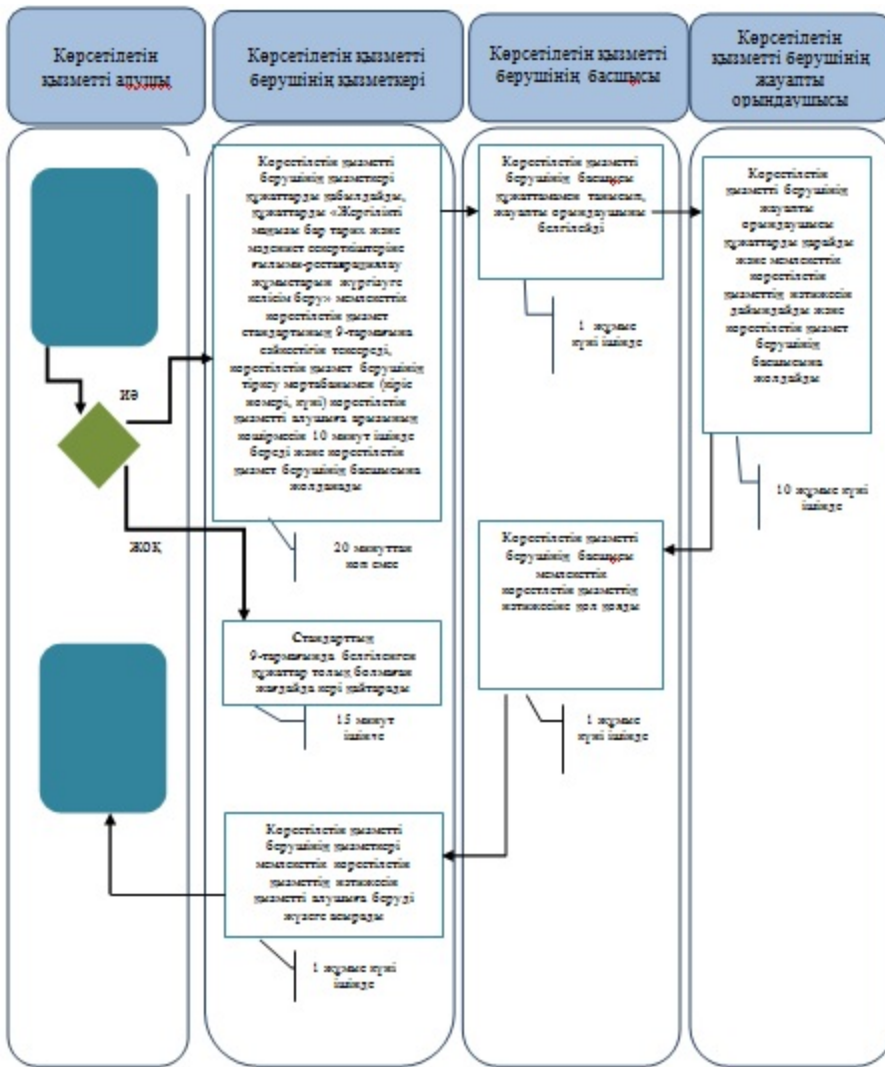 Көрсетілетін
қызметті алушы
Көрсетілетін қызметті
берушінің қызметкері
Көрсетілетін қызметті
берушінің басшысы
Көрсетілетін
қызметті берушінің
жауапты
орындаушысы
Көрсетілетін қызметті
берушінің қызметкері
құжаттарды қабылдайды,
құжаттарды «Жергілікті
маңызы бар тарих және
мәдениет ескерткіштеріне
ғылыми-реставрациялау
жұмыстарын жүргізуге
келісім беру» мемлекеттік
көрсетілетін қызмет
стандартының 9-тармағына
сәйкестігін тексереді,
көрсетілетін қызмет берушінің
тіркеу мөртабанымен (кіріс
нөмері, күні) көрсетілетін
қызметті алушыға арызының
көшірмесін 10 минут ішінде
береді және көрсетілетін
қызмет берушінің басшысына
жолданады
20 минуттан
көп емес
Көрсетілетін қызметті
берушінің басшысы
құжаттамамен танысып,
жауапты орындаушыны
белгілейді
1 жұмыс
күні ішінде
Көрсетілетін
қызметті берушінің
жауапты
орындаушысы
құжаттарды қарайды
және мемлекеттік
көрсетілетін
қызметтің нәтижесін
дайындайды және
көрсетілетін қызмет
берушінің
басшысына
жолдайды
10 жұмыс күні
ішінде
иә
жоқ
Көрсетілетін қызметті
берушінің басшысы
мемлекеттік
көрсетлетін қызметтің
нәтижесіне қол қояды
1 жұмыс
күні ішінде
Стандарттың
9-тармағында белгіленген
құжаттар толық болмаған
жағдайда кері қайтарады
15 минут
ішінде
Көрсетілетін қызметті
берушінің қызметкері
мемлекеттік көрсетілетін
қызметтің нәтижесін
қызметті алушыға беруді
жүзеге асырады
1 жұмыс күні
ішінде